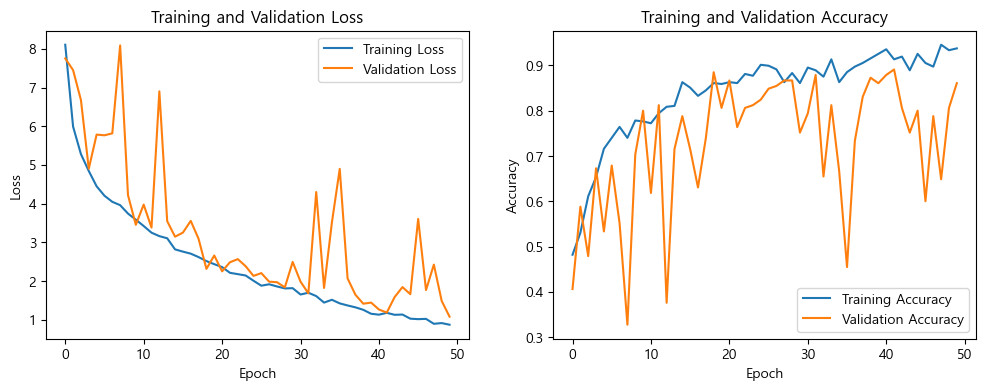 Training and Validation Loss
8
7
6
5
4
3
2
1
Loss
0
10
20
30
40
50
Epoch
Training Loss
Validation Loss
Training and Validation Accuracy
0.9
0.8
0.7
0.6
0.5
0.4
0.3
Accuracy
0
10
20
30
40
50
Epoch
Training Accuracy
Validation Accuracy